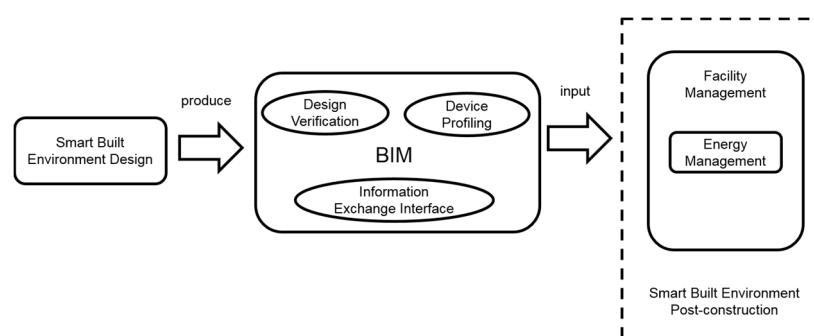 Smart Built
Environment Design
produce
Design
Verification
Device
Profiling
BIM
Information
Exchange Interface
input
Facility
Management
Energy
Management
Smart Built Environment
Post-construction